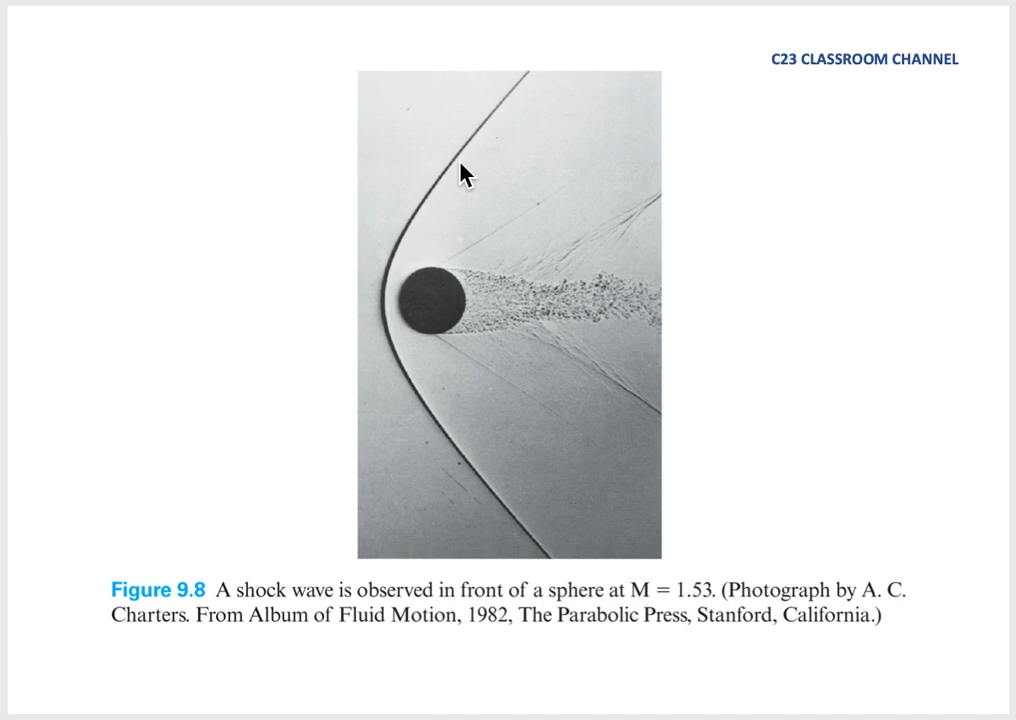 C23 CLASSROOM CHANNEL
Figure 9.8 A shock wave is observed in front of a sphere at M = 1.53. (Photograph by A. C.
Charters. From Album of Fluid Motion, 1982, The Parabolic Press, Stanford, California.)